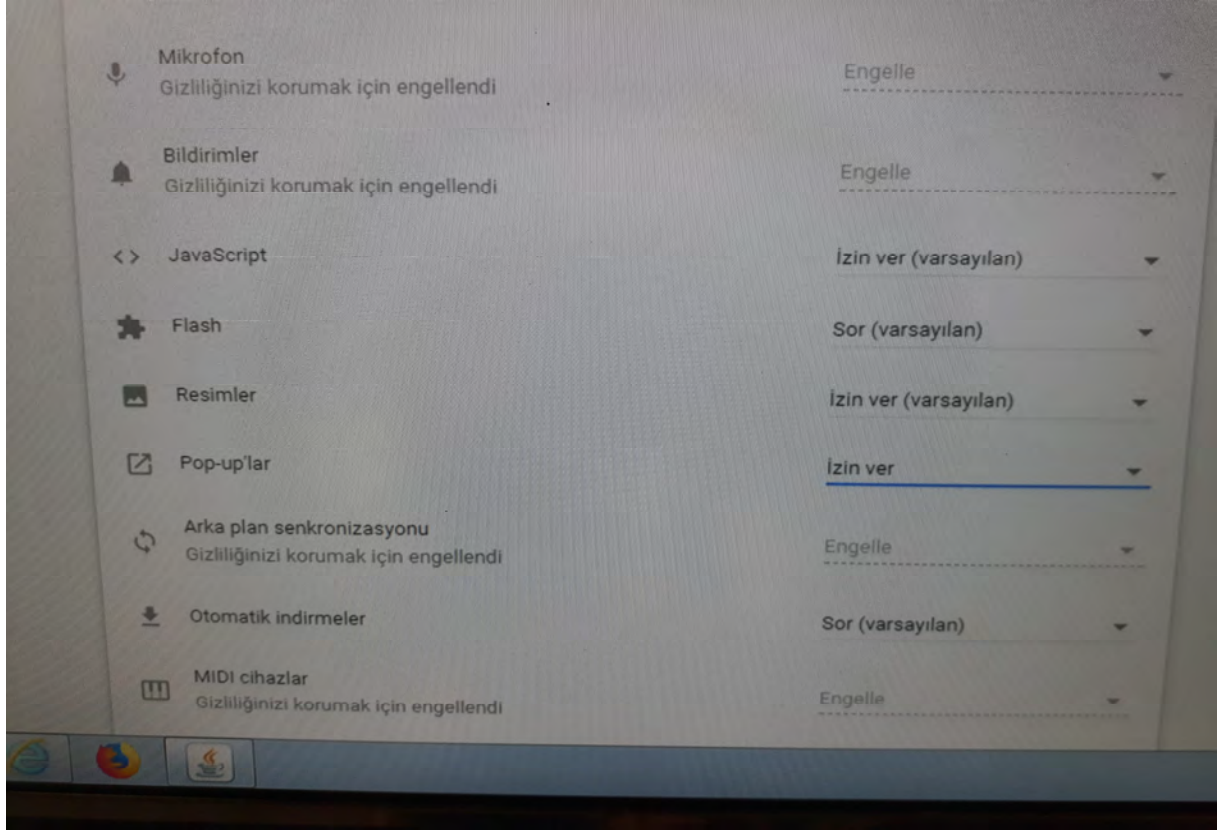 Mikrofon
Gizliliğinizi korumak için engellendi
Engelle
Bildirimler
Gizliliğinizi korumak için engellendi
Engelle
JavaScript
İzin ver (varsayılan)
Flash
Sor (varsayılan)
Resimler
İzin ver (varsayılan)
Pop-up'lar
İzin ver
Arka plan senkronizasyonu
Gizliliğinizi korumak için engellendi
Engelle
Otomatik indirmeler
Sor (varsayılan)
MIDI cihazlar
Gizliliğinizi korumak için engellendi
Engelle